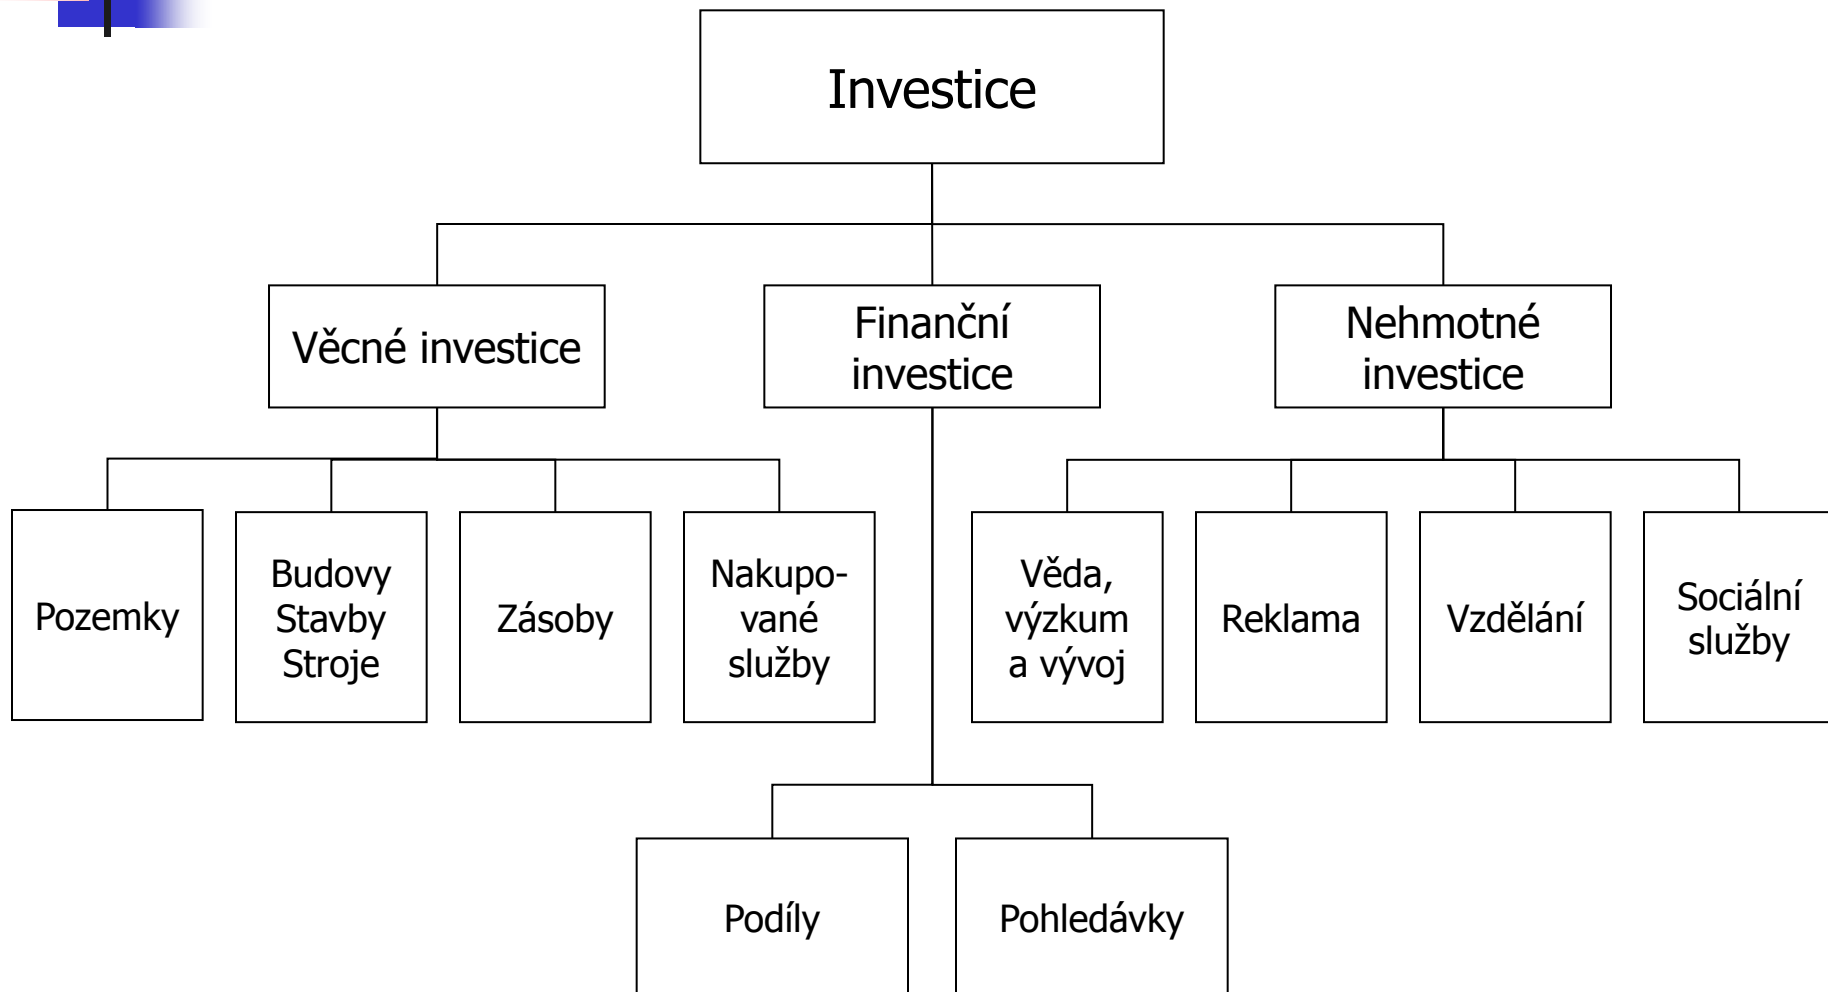 Investice
Věcné investice
Finanční
investice
Nehmotné
investice
Pozemky
Budovy
Stavby
Stroje
Zásoby
Nakupo-
vané
služby
Věda,
výzkum
a vývoj
Reklama
Vzdělání
Sociální
služby
Podíly
Pohledávky